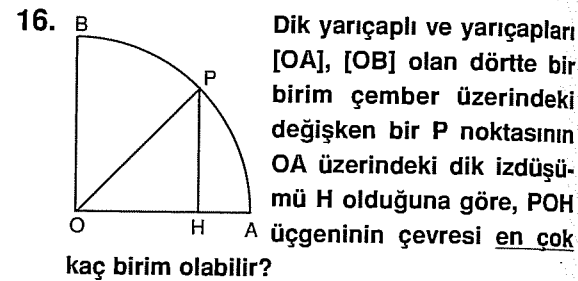 16. B
Dik yarıçaplı ve yarıçapları
[OA], [OB] olan dörtte bir
P
birim çember üzerindeki
değişken bir P noktasının
OA üzerindeki dik izdüşü-
mü H olduğuna göre, POH
O H A
üçgeninin çevresi en çok
kaç birim olabilir?